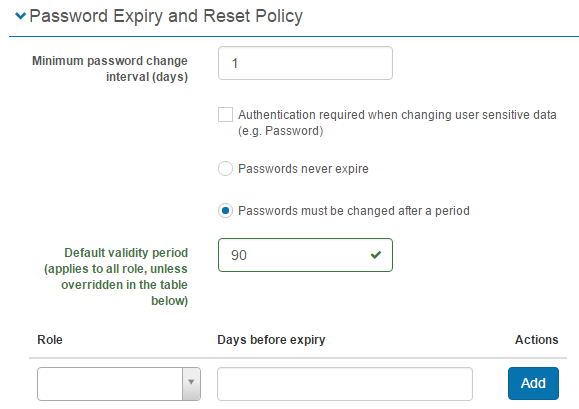 Password Expiry and Reset Policy
Minimum password change
interval (days)
1
Authentication required when changing user sensitive data
(e.g. Password)
Passwords never expire
Passwords must be changed after a period
Default validity period
(applies to all role, unless
overridden in the table
below)
90
Role Days before expiry Actions
Add